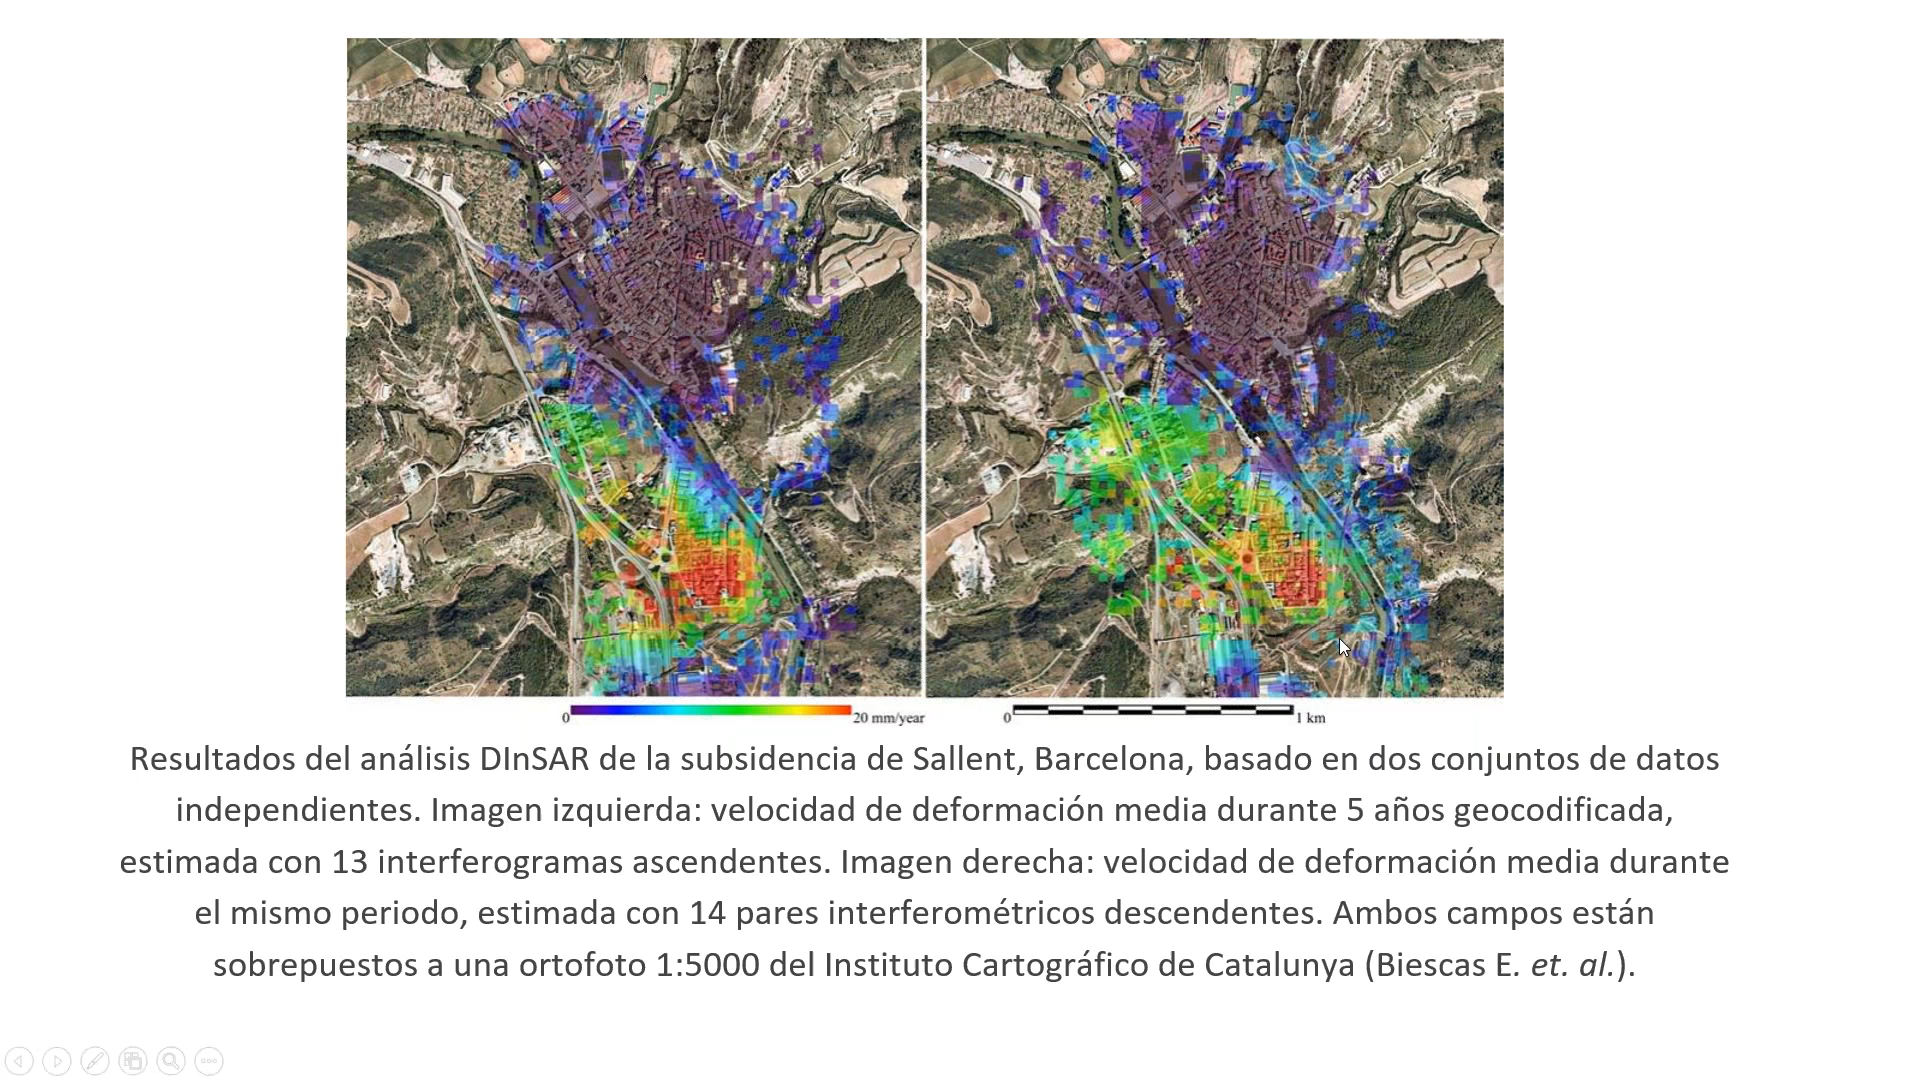 0 20 mm/year 0 1 km
Resultados del análisis DInSAR de la subsidencia de Sallent, Barcelona, basado en dos conjuntos de datos
independientes. Imagen izquierda: velocidad de deformación media durante 5 años geocodificada,
estimada con 13 interferogramas ascendentes. Imagen derecha: velocidad de deformación media durante
el mismo periodo, estimada con 14 pares interferométricos descendentes. Ambos campos están
sobrepuestos a una ortofoto 1:5000 del Instituto Cartográfico de Catalunya (Biescas E. et. al.).